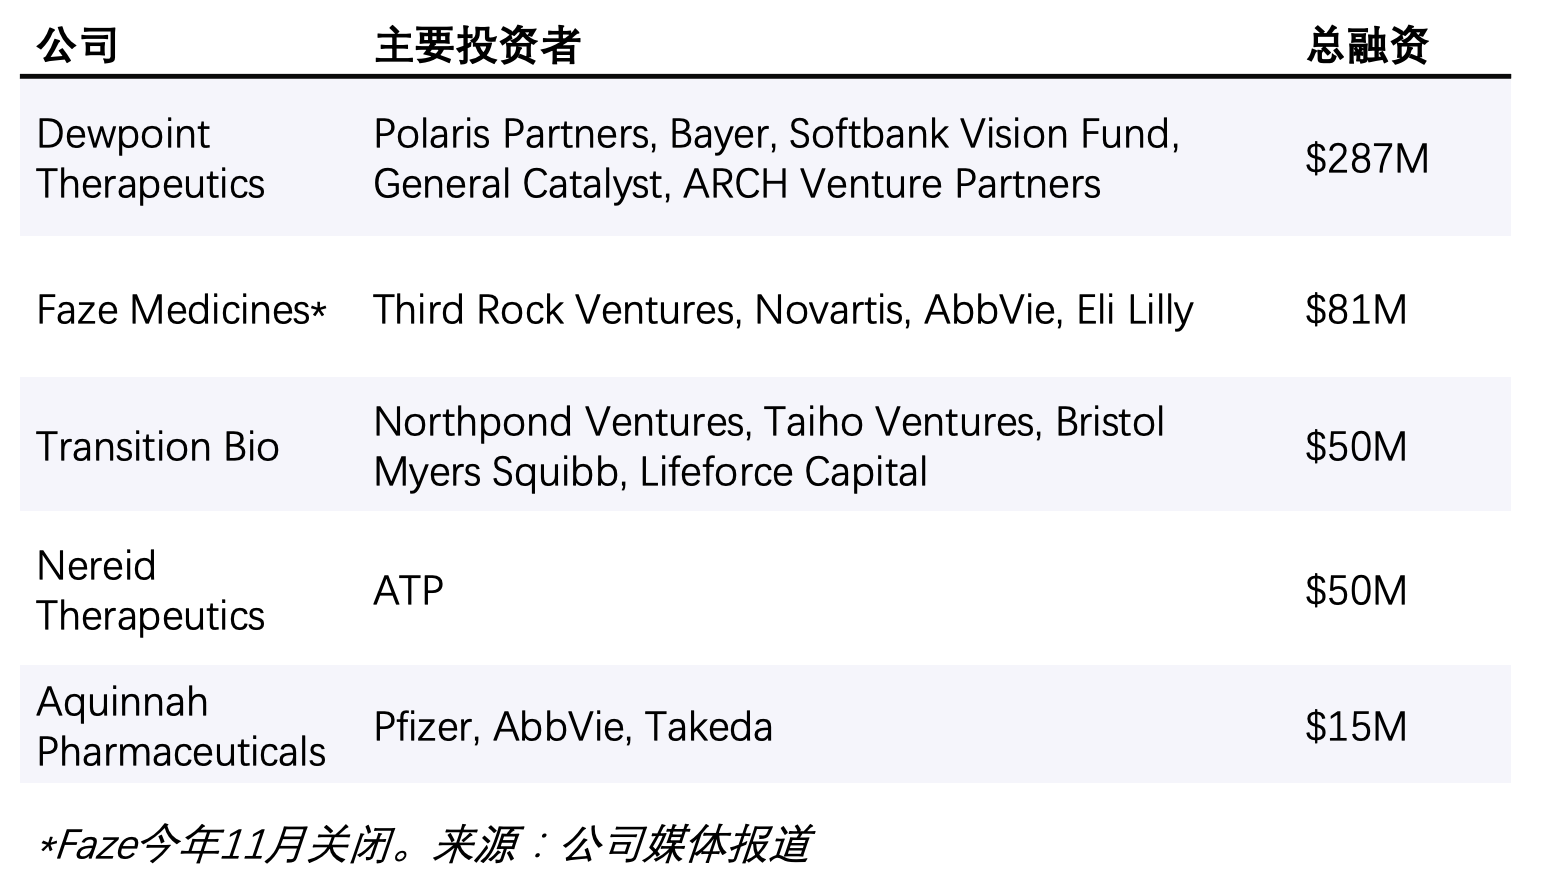 公司 主要投资者 总融资
Dewpoint
Therapeutics
Polaris Partners, Bayer, Softbank Vision Fund,
General Catalyst, ARCH Venture Partners
$287M
Faze Medicines* Third Rock Ventures, Novartis, AbbVie, Eli Lilly $81M
Transition Bio
Northpond Ventures, Taiho Ventures, Bristol
Myers Squibb, Lifeforce Capital
$50M
Nereid
Therapeutics
ATP
$50M
Aquinnah
Pharmaceuticals
Pfizer, AbbVie, Takeda
$15M
*Faze今年11月关闭。来源：公司媒体报道